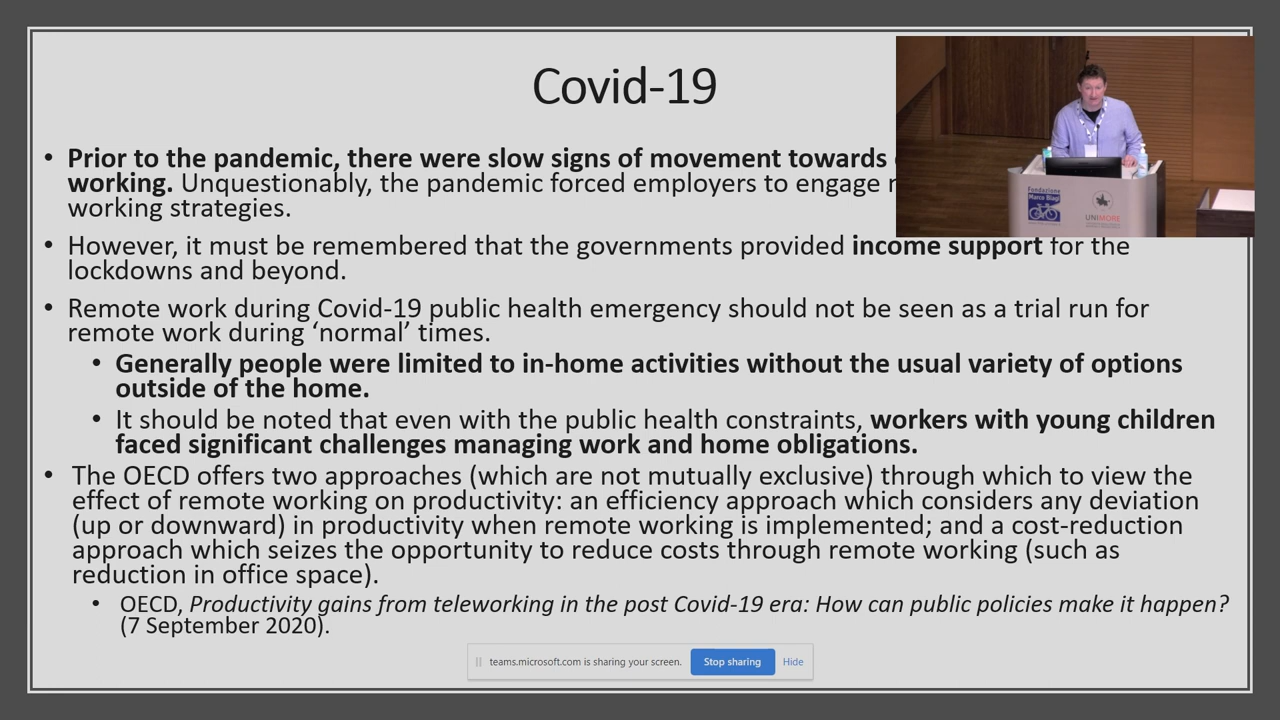 Covid-19
• Prior to the pandemic, there were slow signs of movement towards
working. Unquestionably, the pandemic forced employers to engage
working strategies.
• However, it must be remembered that the governments provided income support for the
lockdowns and beyond.
• Remote work during Covid-19 public health emergency should not be seen as a trial run for
remote work during ‘normal’ times.
• Generally people were limited to in-home activities without the usual variety of options
outside of the home.
• It should be noted that even with the public health constraints, workers with young children
faced significant challenges managing work and home obligations.
• The OECD offers two approaches (which are not mutually exclusive) through which to view the
effect of remote working on productivity: an efficiency approach which considers any deviation
(up or downward) in productivity when remote working is implemented; and a cost-reduction
approach which seizes the opportunity to reduce costs through remote working (such as
reduction in office space).
• OECD, Productivity gains from teleworking in the post Covid-19 era: How can public policies make it happen?
(7 September 2020).
Fondazione
Marco Biagi
UNIMORE
teams.microsoft.com is sharing your screen. Stop sharing Hide